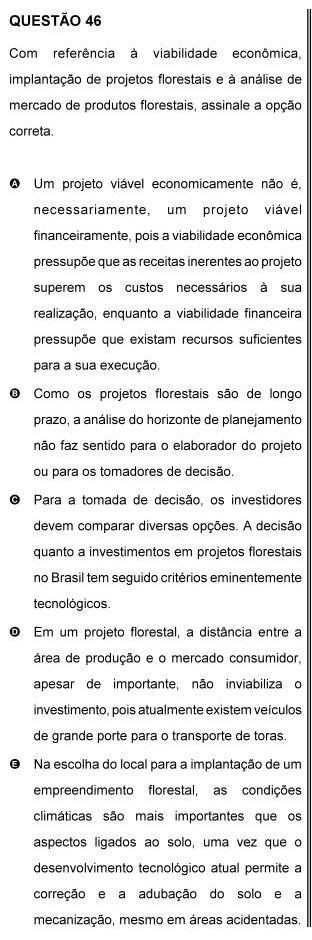 QUESTÃO 46
Com referência à viabilidade econômica,
implantação de projetos florestais e à análise de
mercado de produtos florestais, assinale a opção
correta.
A Um projeto viável economicamente não é,
necessariamente, um projeto viável
financeiramente, pois a viabilidade econômica
pressupõe que as receitas inerentes ao projeto
superem os custos necessários à sua
realização, enquanto a viabilidade financeira
pressupõe que existam recursos suficientes
para a sua execução.
B Como os projetos florestais são de longo
prazo, a análise do horizonte de planejamento
não faz sentido para o elaborador do projeto
ou para os tomadores de decisão.
C Para a tomada de decisão, os investidores
devem comparar diversas opções. A decisão
quanto a investimentos em projetos florestais
no Brasil tem seguido critérios eminentemente
tecnológicos.
D Em um projeto florestal, a distância entre a
área de produção e o mercado consumidor,
apesar de importante, não inviabiliza o
investimento, pois atualmente existem veículos
de grande porte para o transporte de toras.
E Na escolha do local para a implantação de um
empreendimento florestal, as condições
climáticas são mais importantes que os
aspectos ligados ao solo, uma vez que o
desenvolvimento tecnológico atual permite a
correção e a adubação do solo e a
mecanização, mesmo em áreas acidentadas.